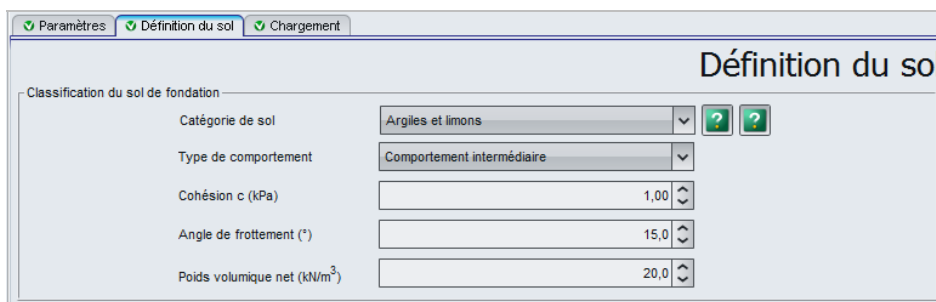 Paramètres Définition du sol Chargement
Définition du so
Classification du sol de fondation
Catégorie de sol Argiles et limons ? ?
Type de comportement Comportement intermédiaire
Cohésion c (kPa) 1,00
Angle de frottement (°) 15,0
Poids volumique net (kN/m³) 20,0